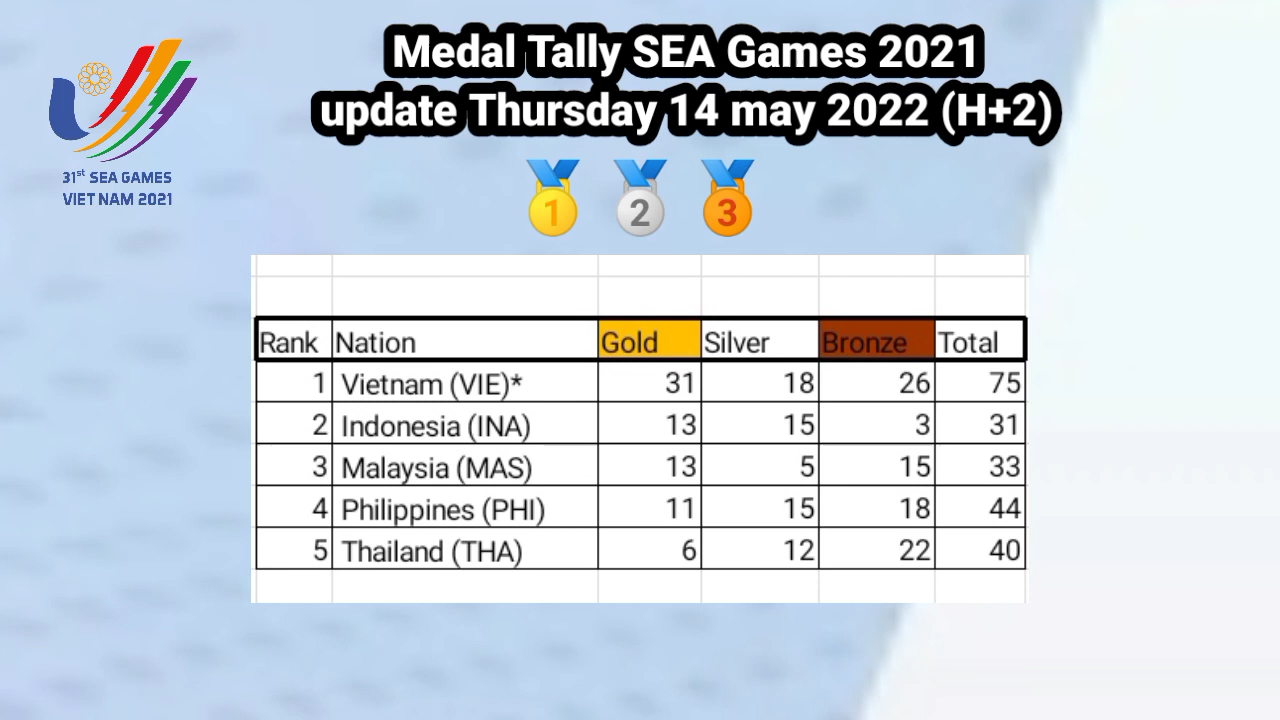 Medal Tally SEA Games 2021
update Thursday 14 may 2022 (H+2)
31st SEA GAMES
VIET NAM 2021
1 2 3
Rank Nation Gold Silver Bronze Total
1 Vietnam (VIE)* 31 18 26 75
2 Indonesia (INA) 13 15 3 31
3 Malaysia (MAS) 13 5 15 33
4 Philippines (PHI) 11 15 18 44
5 Thailand (THA) 6 12 22 40